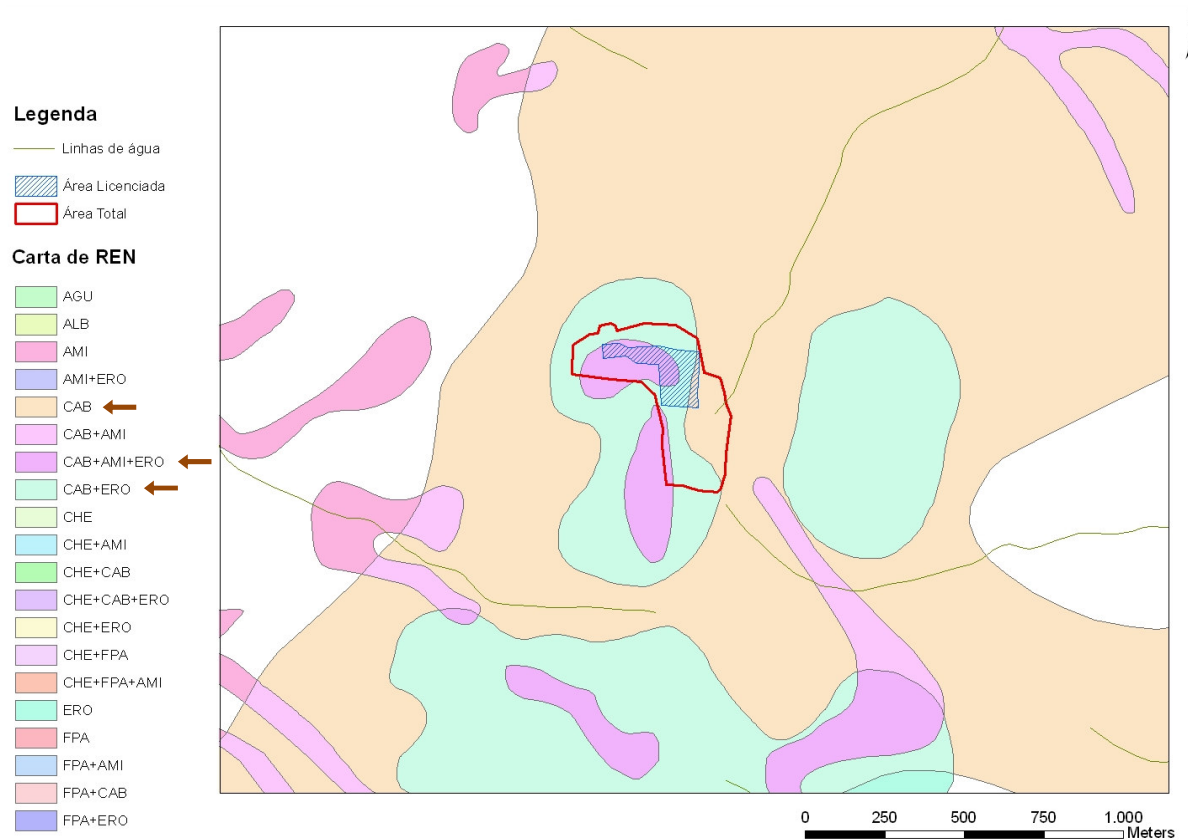 Legenda
Linhas de água
Área Licenciada
Área Total
Carta de REN
AGU
ALB
AMI
AMI+ERO
CAB
CAB+AMI
CAB+AMI+ERO
CAB+ERO
CHE
CHE+AMI
CHE+CAB
CHE+CAB+ERO
CHE+ERO
CHE+FPA
CHE+FPA+AMI
ERO
FPA
FPA+AMI
FPA+CAB
FPA+ERO
0 250 500 750 1.000
Meters